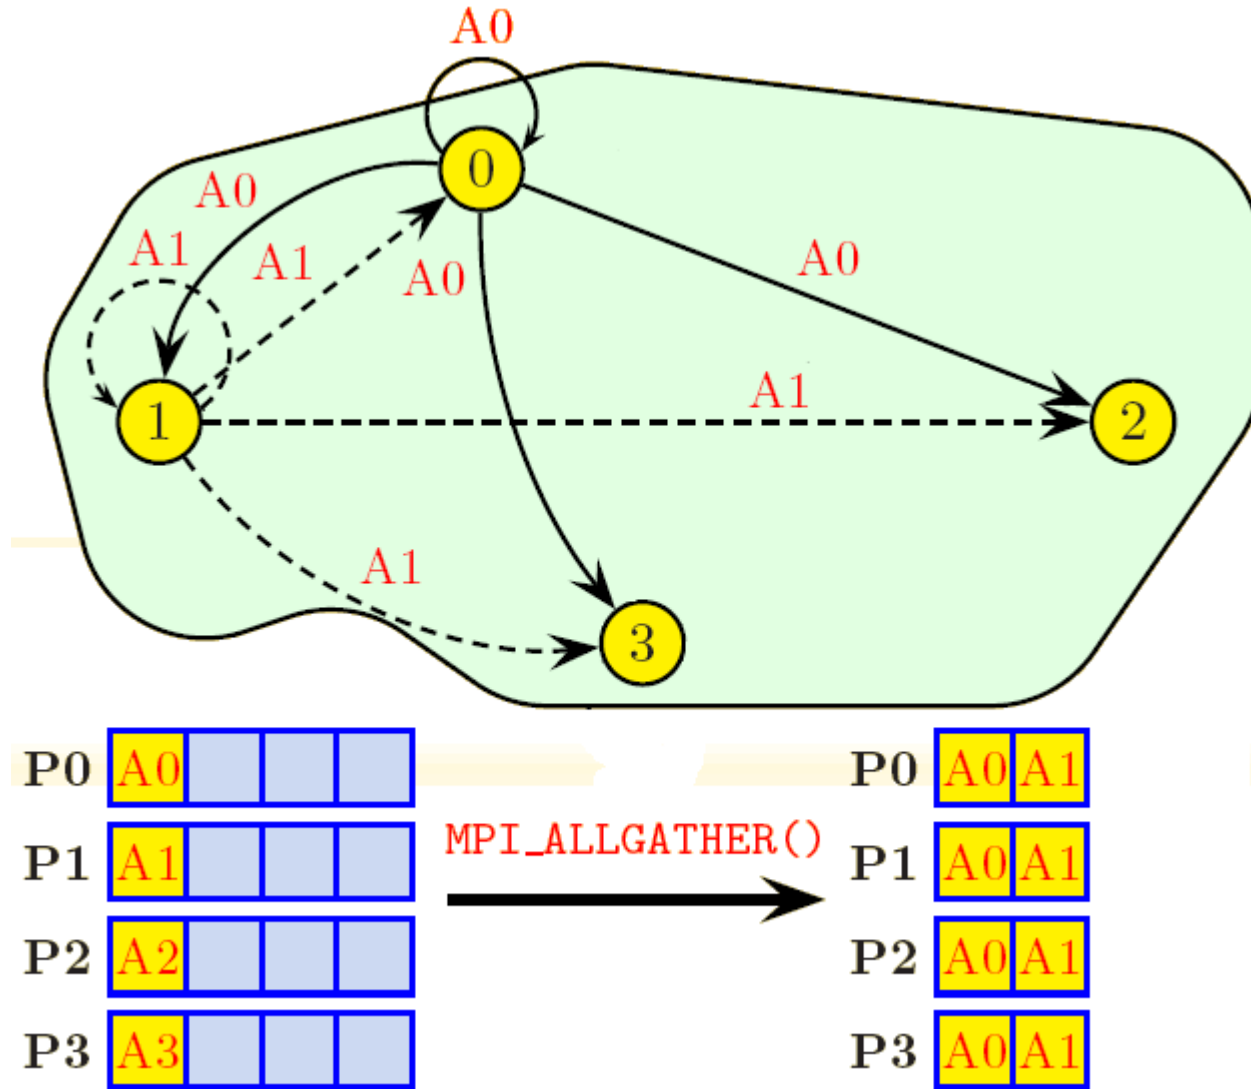 A0
0
A0
A1
A1
A0
A0
A1
1
2
A1
3
P0 A0
P0 A0 A1
MPI_ALLGATHER()
P1 A1
P1 A0 A1
P2 A2
P2 A0 A1
P3 A3
P3 A0 A1